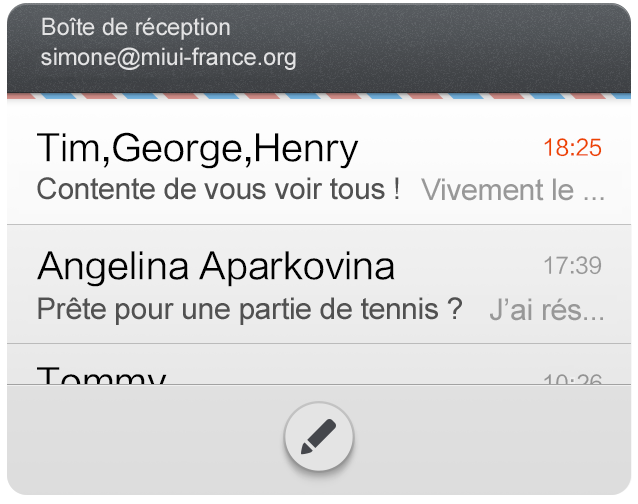 Boîte de réception
simone@miui-france.org
Tim,George,Henry 18:25
Contente de vous voir tous ! Vivement le ...
Angelina Aparkovina 17:39
Prête pour une partie de tennis ? J’ai rés...
Tommy 10:26